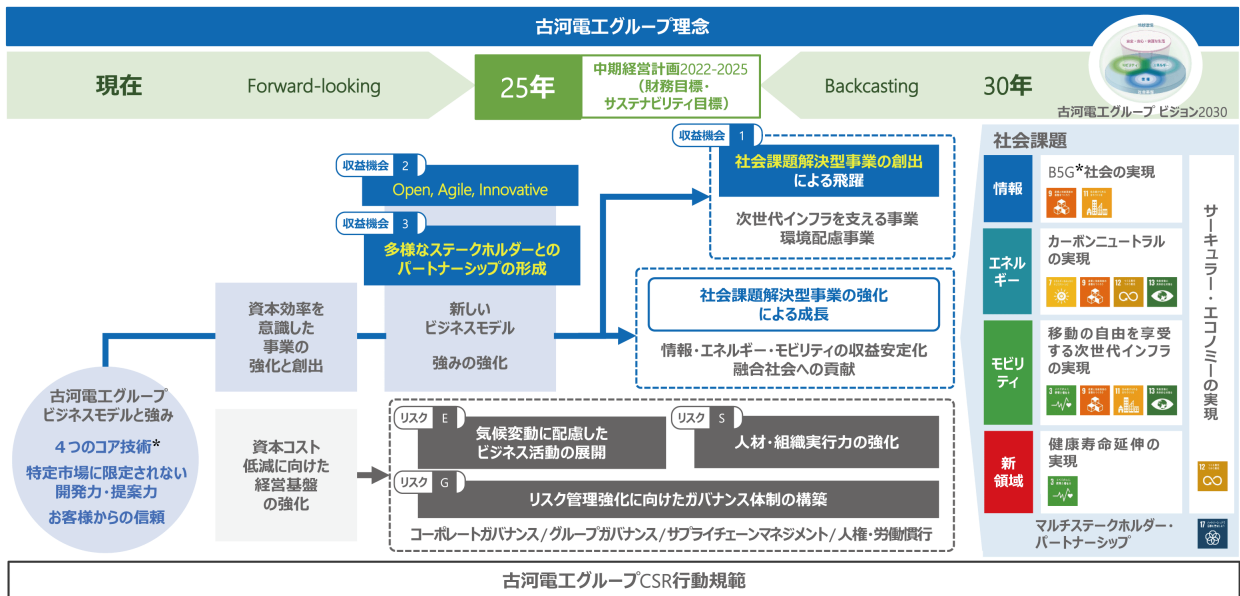 古河電工グループ理念
現在
Forward-looking
25年
中期経営計画2022-2025
（財務目標・
サステナビリティ目標）
Backcasting
30年
古河電工グループ ビジョン2030
収益機会 1
社会課題解決型事業の創出
による飛躍
次世代インフラを支える事業
環境配慮事業
収益機会 2
Open, Agile, Innovative
収益機会 3
多様なステークホルダーとの
パートナーシップの形成
社会課題解決型事業の強化
による成長
情報・エネルギー・モビリティの収益安定化
融合社会への貢献
資本効率を
意識した
事業の
強化と創出
新しい
ビジネスモデル
強みの強化
古河電工グループ
ビジネスモデルと強み
４つのコア技術*
特定市場に限定されない
開発力・提案力
お客様からの信頼
資本コスト
低減に向けた
経営基盤
の強化
リスク E
気候変動に配慮した
ビジネス活動の展開
リスク S
人材・組織実行力の強化
リスク G
リスク管理強化に向けたガバナンス体制の構築
コーポレートガバナンス/グループガバナンス/サプライチェーンマネジメント/人権・労働慣行
社会課題
情報
B5G*社会の実現
9
11
エネル
ギー
カーボンニュートラル
の実現
7
9
12
13
モビリ
ティ
移動の自由を享受
する次世代インフラ
の実現
3
9
11
13
新
領域
健康寿命延伸の
実現
3
サーキュラー・エコノミーの実現
12
マルチステークホルダー・
パートナーシップ
17
古河電工グループCSR行動規範